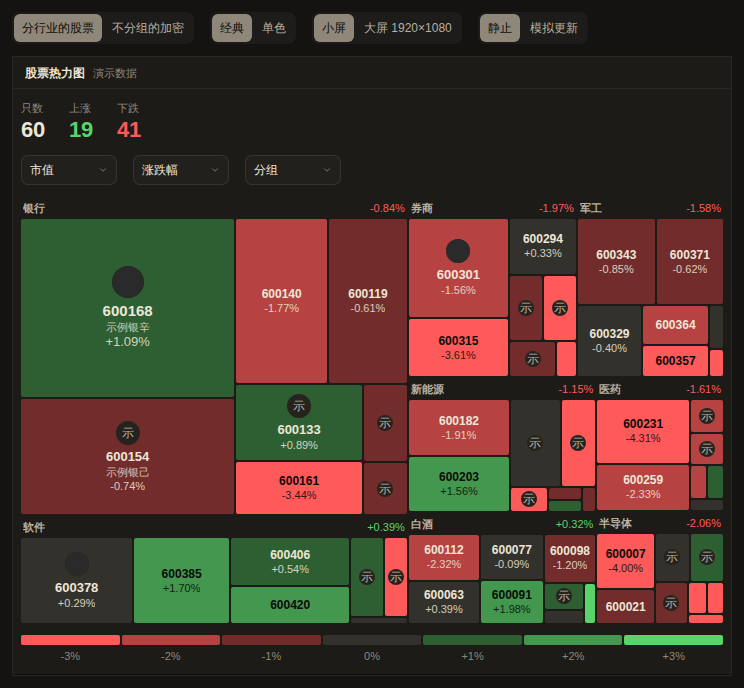 分行业的股票 不分组的加密 经典 单色 小屏 大屏 1920×1080 静止 模拟更新
股票热力图 演示数据
只数 上涨 下跌
60 19 41
市值 涨跌幅 分组
银行 -0.84%
600168
示例银辛
+1.09%
600140
-1.77%
600119
-0.61%
600154
示例银己
-0.74%
示
示
600133
+0.89%
示
600161
-3.44%
示
券商 -1.97%
600301
-1.56%
600294
+0.33%
示
示
600315
-3.61%
示
军工 -1.58%
600343
-0.85%
600371
-0.62%
600329
-0.40%
600364
600357
新能源 -1.15%
600182
-1.91%
示
示
600203
+1.56%
示
医药 -1.61%
600231
-4.31%
示
示
600259
-2.33%
软件 +0.39%
600378
+0.29%
600385
+1.70%
600406
+0.54%
600420
示
示
白酒 +0.32%
600112
-2.32%
600077
-0.09%
600098
-1.20%
600063
+0.39%
600091
+1.98%
示
半导体 -2.06%
600007
-4.00%
示
示
600021
示
-3% -2% -1% 0% +1% +2% +3%